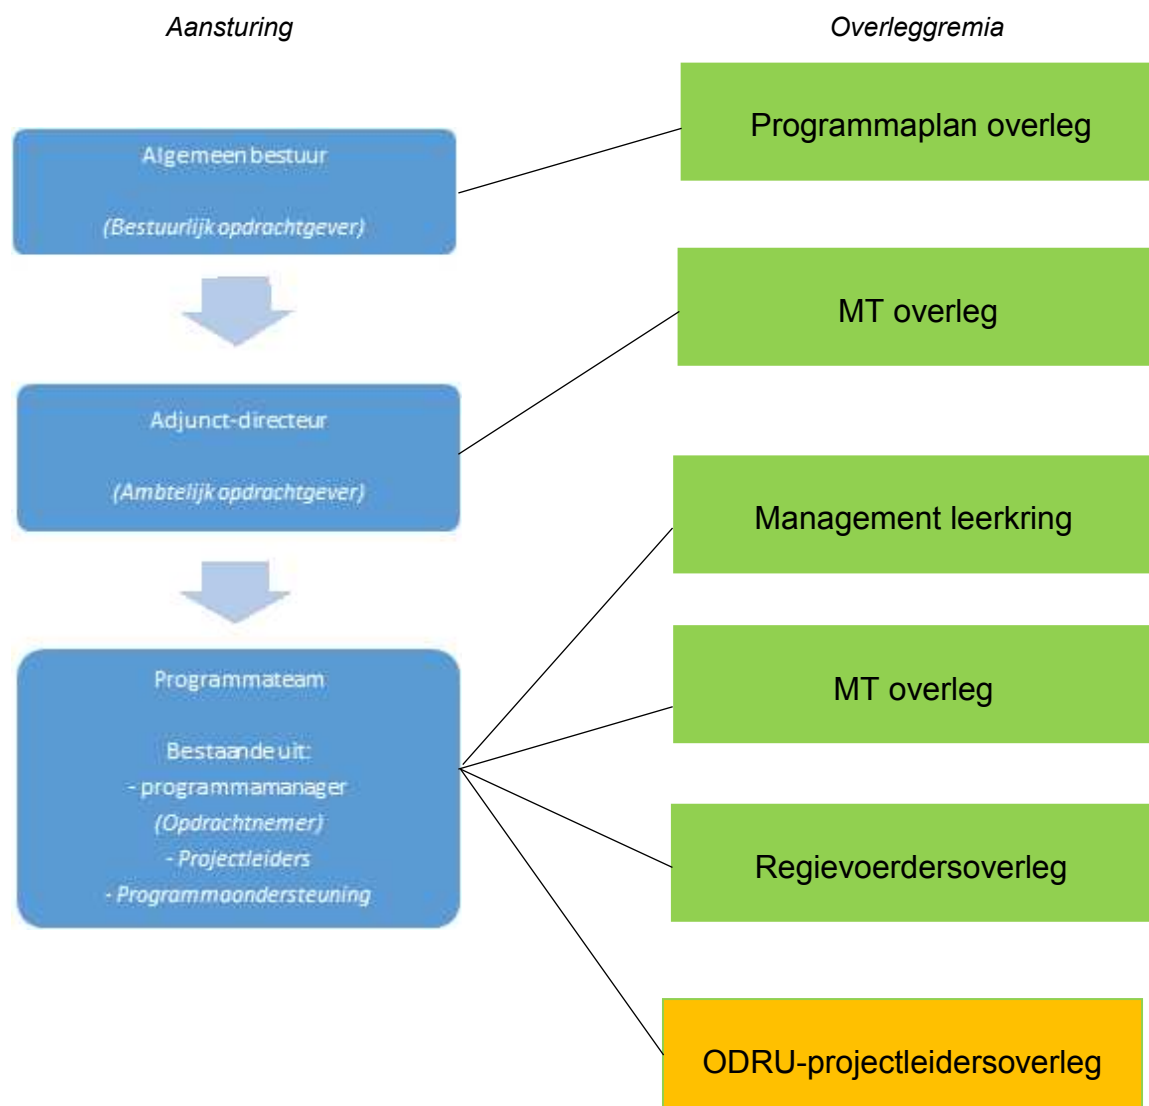 Aansturing
Overleggremia
Algemeen bestuur
(Bestuurlijk opdrachtgever)
Programmaplan overleg
MT overleg
Adjunct-directeur
(Ambtelijk opdrachtgever)
Management leerkring
Programmateam
Bestaande uit:
- programmamanager
(Opdrachtnemer)
- Projectleiders
- Programmaondersteuning
MT overleg
Regievoerdersoverleg
ODRU-projectleidersoverleg